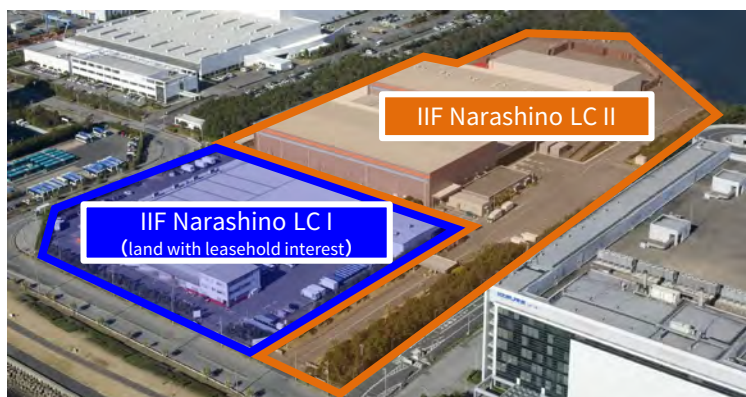 IIF Narashino LC II
IIF Narashino LC I
(land with leasehold interest)